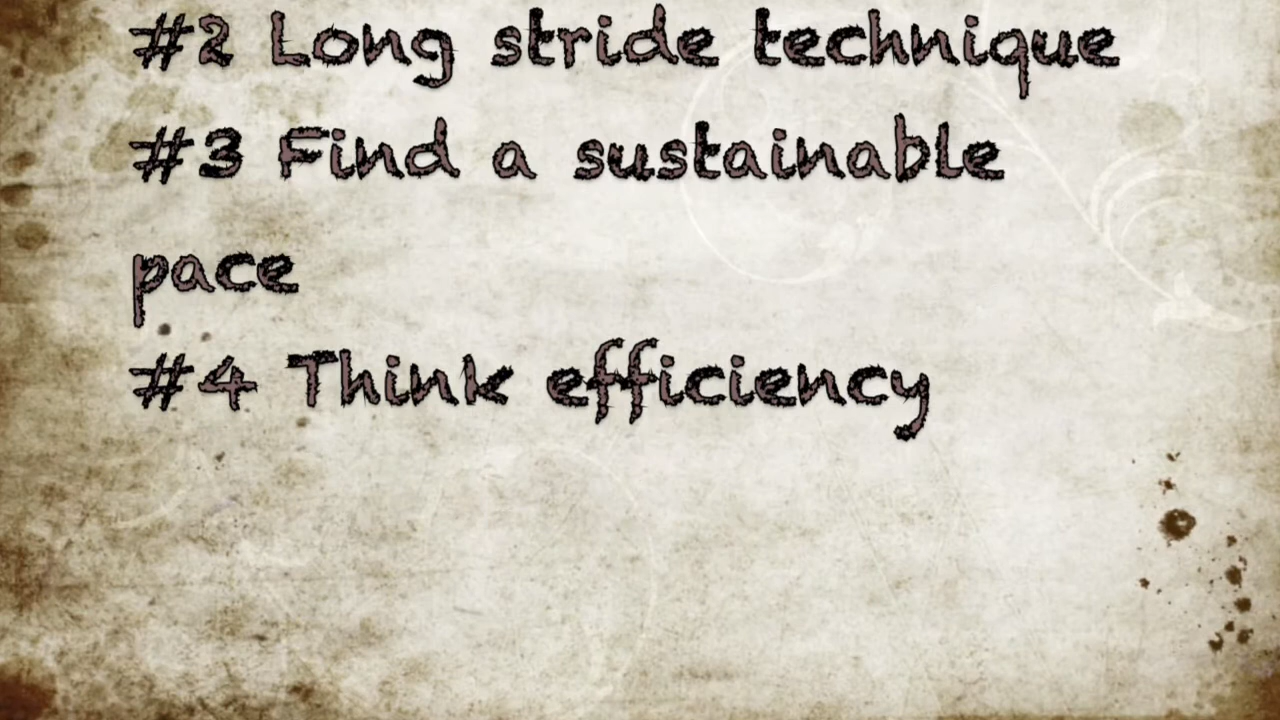 #2 Long stride technique
#3 Find a sustainable
pace
#4 Think efficiency